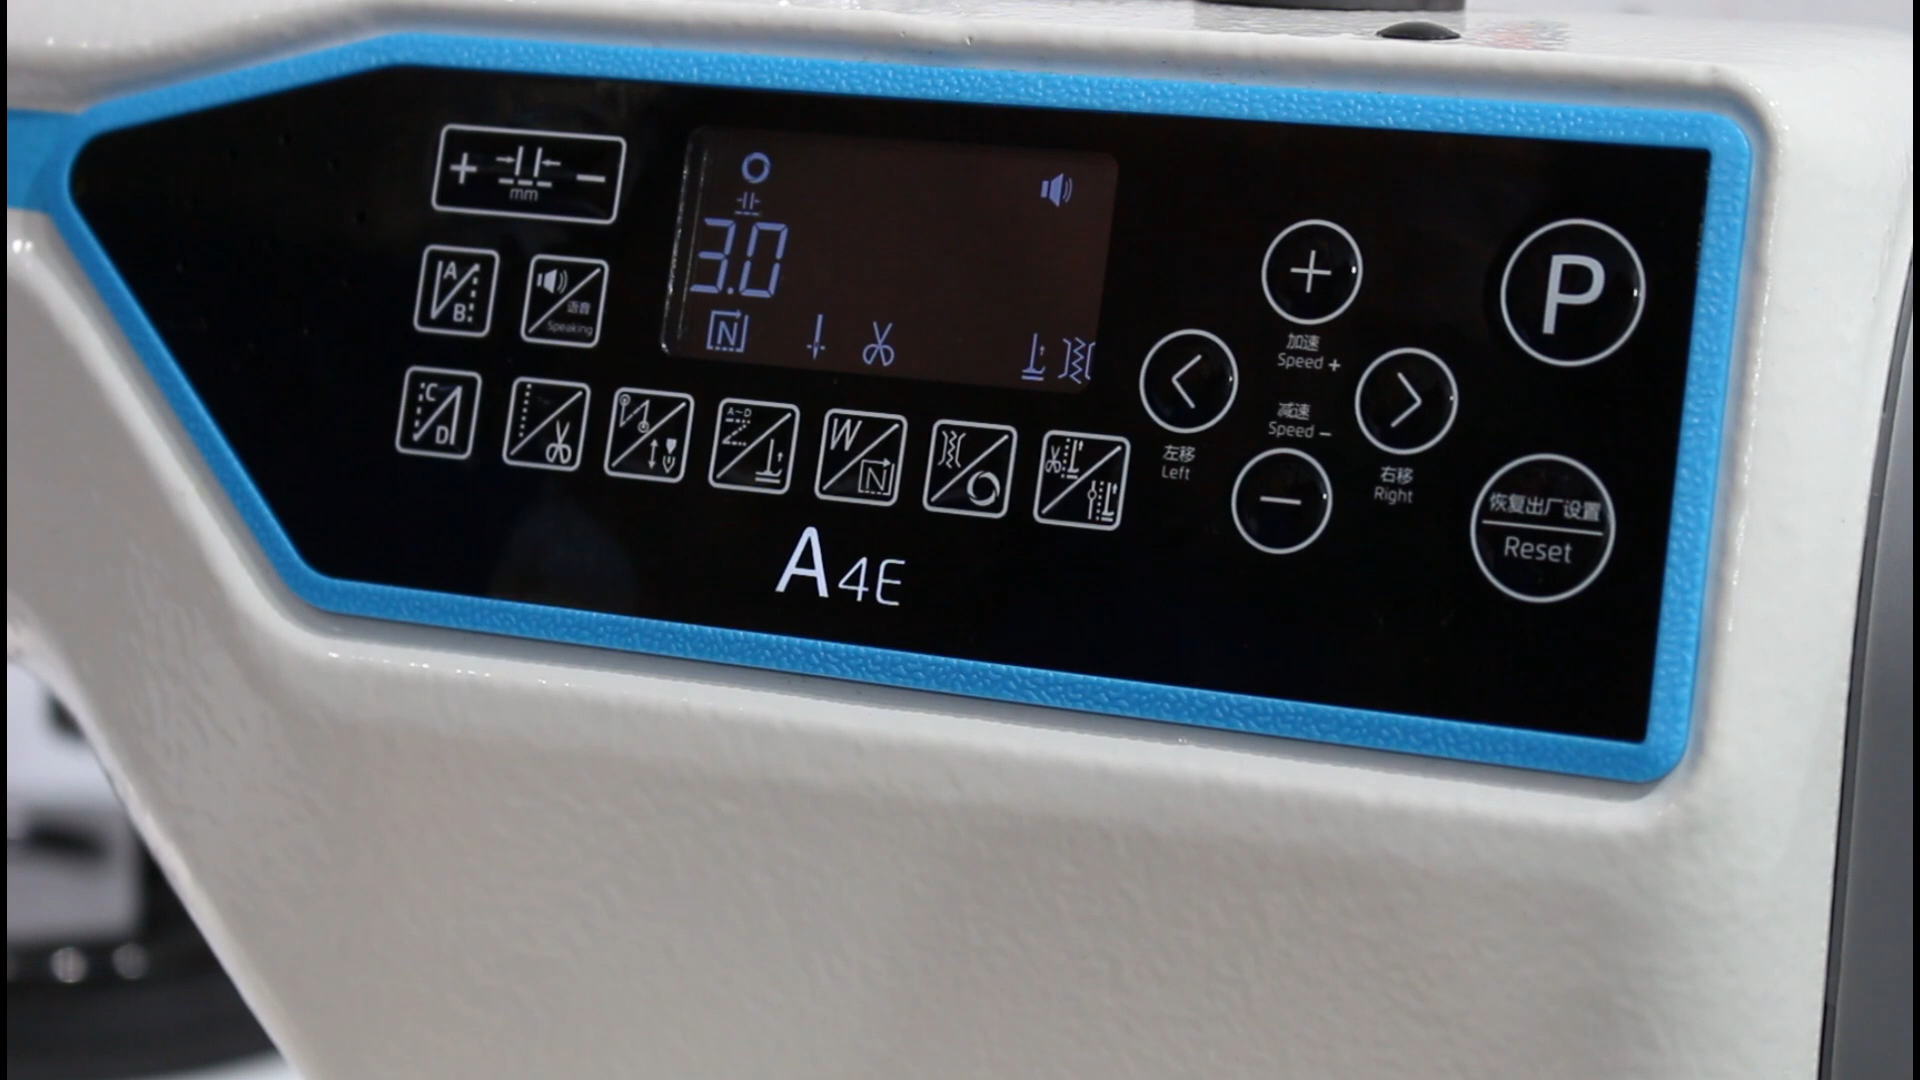 + −
mm
3.0
N
A
B
语音
Speaking
C
D
A~D
W
N
加速
Speed +
减速
Speed −
左移
Left
右移
Right
P
恢复出厂设置
Reset
A4E